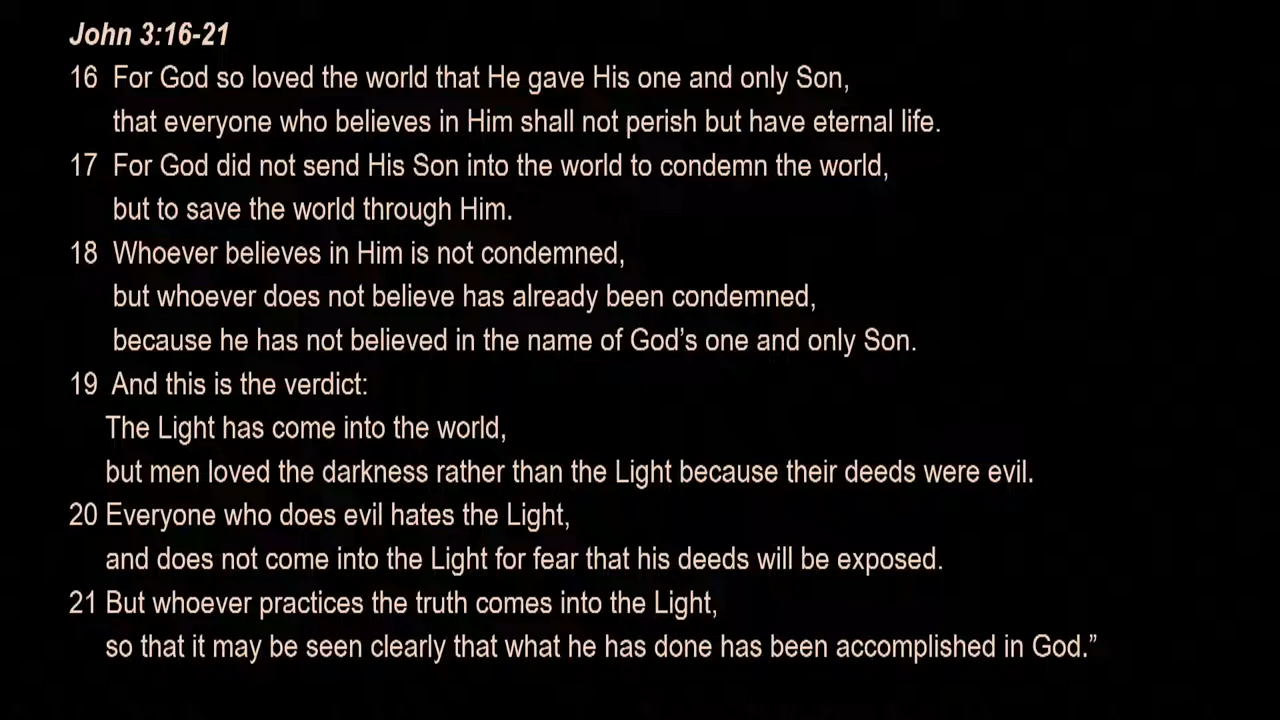 John 3:16-21
16 For God so loved the world that He gave His one and only Son,
that everyone who believes in Him shall not perish but have eternal life.
17 For God did not send His Son into the world to condemn the world,
but to save the world through Him.
18 Whoever believes in Him is not condemned,
but whoever does not believe has already been condemned,
because he has not believed in the name of God’s one and only Son.
19 And this is the verdict:
The Light has come into the world,
but men loved the darkness rather than the Light because their deeds were evil.
20 Everyone who does evil hates the Light,
and does not come into the Light for fear that his deeds will be exposed.
21 But whoever practices the truth comes into the Light,
so that it may be seen clearly that what he has done has been accomplished in God.”